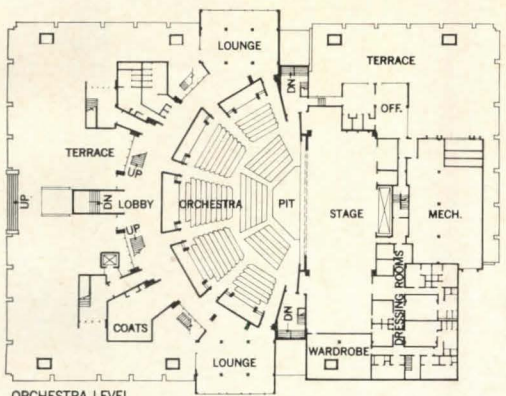 LOUNGE
TERRACE
DN
OFF.
TERRACE
UP
UP
DN
LOBBY
ORCHESTRA
PIT
STAGE
MECH.
UP
DN
DRESSING ROOMS
COATS
LOUNGE
WARDROBE
ORCHESTRA LEVEL